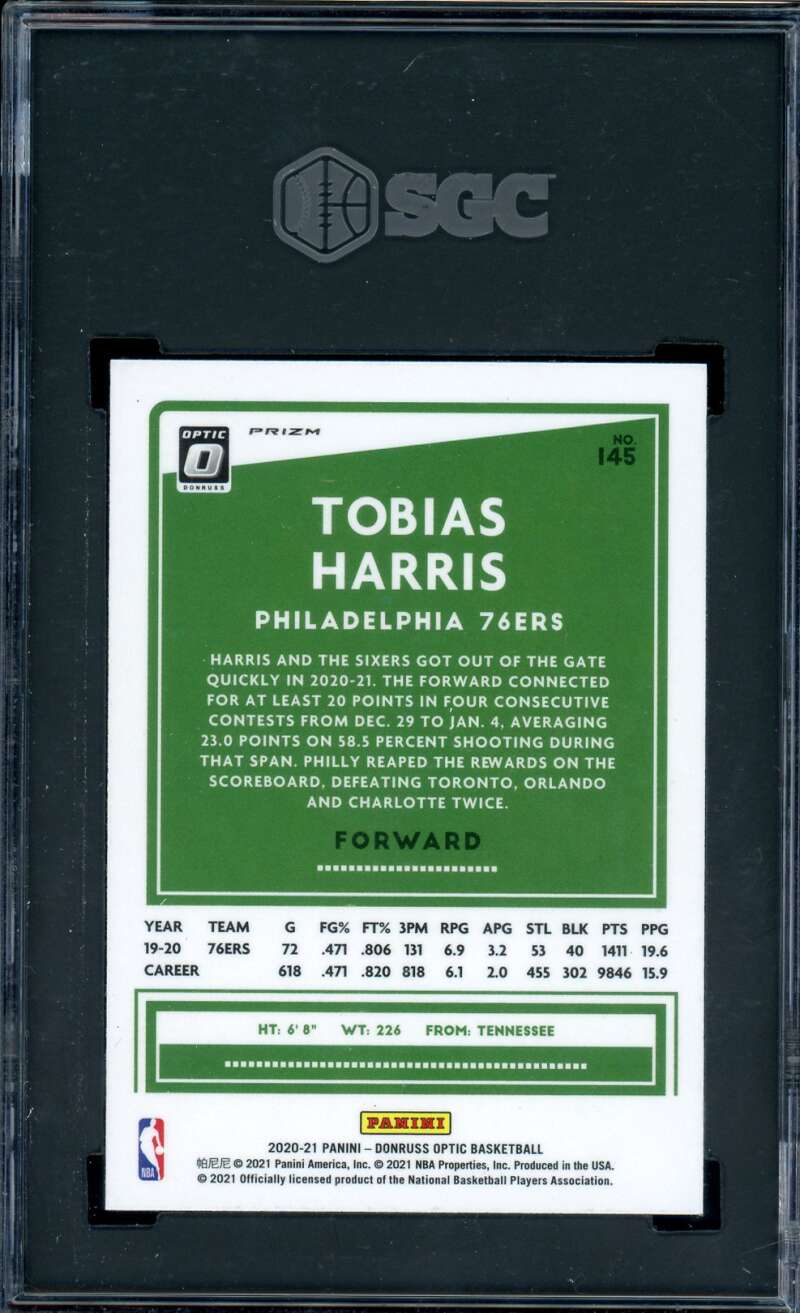 SGC
OPTIC
DONRUSS
PRIZM
NO.
145
TOBIAS
HARRIS
PHILADELPHIA 76ERS
HARRIS AND THE SIXERS GOT OUT OF THE GATE
QUICKLY IN 2020-21. THE FORWARD CONNECTED
FOR AT LEAST 20 POINTS IN FOUR CONSECUTIVE
CONTESTS FROM DEC. 29 TO JAN. 4, AVERAGING
23.0 POINTS ON 58.5 PERCENT SHOOTING DURING
THAT SPAN. PHILLY REAPED THE REWARDS ON THE
SCOREBOARD, DEFEATING TORONTO, ORLANDO
AND CHARLOTTE TWICE.
FORWARD
YEAR TEAM G FG% FT% 3PM RPG APG STL BLK PTS PPG
19-20 76ERS 72 .471 .806 131 6.9 3.2 53 40 1411 19.6
CAREER 618 .471 .820 818 6.1 2.0 455 302 9846 15.9
HT: 6' 8" WT: 226 FROM: TENNESSEE
PANINI
NBA
2020-21 PANINI – DONRUSS OPTIC BASKETBALL
帕尼尼 © 2021 Panini America, Inc. © 2021 NBA Properties, Inc. Produced in the USA.
© 2021 Officially licensed product of the National Basketball Players Association.